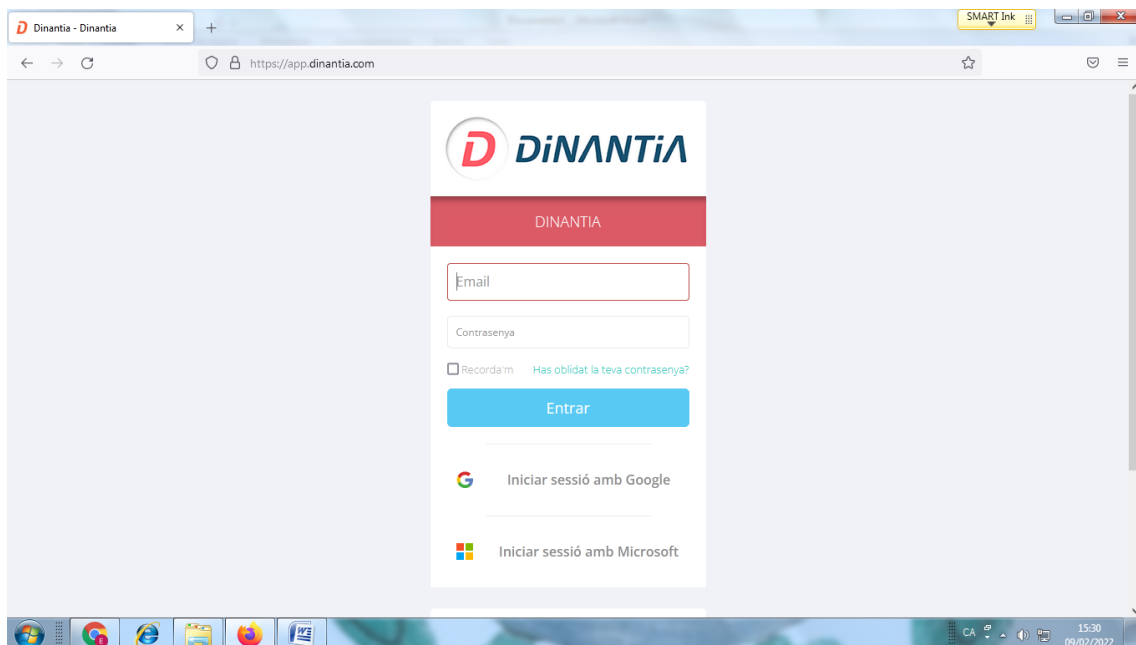 Dinantia - Dinantia
SMART Ink
https://app.dinantia.com
D DiNANTiA
DINANTIA
Email
Contrasenya
Recorda'm Has oblidat la teva contrasenya?
Entrar
Iniciar sessió amb Google
Iniciar sessió amb Microsoft
CA
15:30
09/02/2022